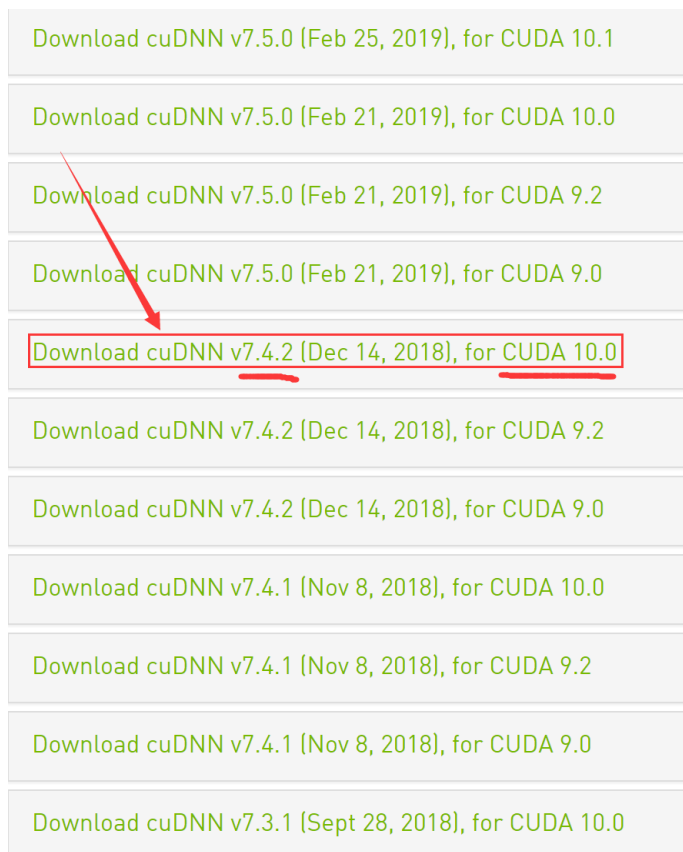 Download cuDNN v7.5.0 (Feb 25, 2019), for CUDA 10.1
Download cuDNN v7.5.0 (Feb 21, 2019), for CUDA 10.0
Download cuDNN v7.5.0 (Feb 21, 2019), for CUDA 9.2
Download cuDNN v7.5.0 (Feb 21, 2019), for CUDA 9.0
Download cuDNN v7.4.2 (Dec 14, 2018), for CUDA 10.0
Download cuDNN v7.4.2 (Dec 14, 2018), for CUDA 9.2
Download cuDNN v7.4.2 (Dec 14, 2018), for CUDA 9.0
Download cuDNN v7.4.1 (Nov 8, 2018), for CUDA 10.0
Download cuDNN v7.4.1 (Nov 8, 2018), for CUDA 9.2
Download cuDNN v7.4.1 (Nov 8, 2018), for CUDA 9.0
Download cuDNN v7.3.1 (Sept 28, 2018), for CUDA 10.0